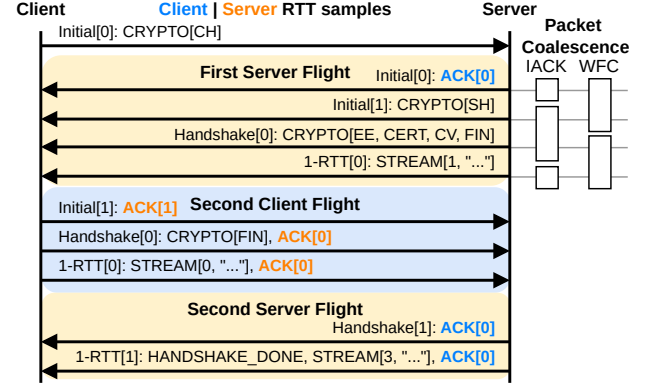 Client
Client | Server RTT samples
Server
Packet
Coalescence
IACK WFC
Initial[0]: CRYPTO[CH]
First Server Flight
Initial[0]: ACK[0]
Initial[1]: CRYPTO[SH]
Handshake[0]: CRYPTO[EE, CERT, CV, FIN]
1-RTT[0]: STREAM[1, "..."]
Initial[1]: ACK[1]
Second Client Flight
Handshake[0]: CRYPTO[FIN], ACK[0]
1-RTT[0]: STREAM[0, "..."], ACK[0]
Second Server Flight
Handshake[1]: ACK[0]
1-RTT[1]: HANDSHAKE_DONE, STREAM[3, "..."], ACK[0]